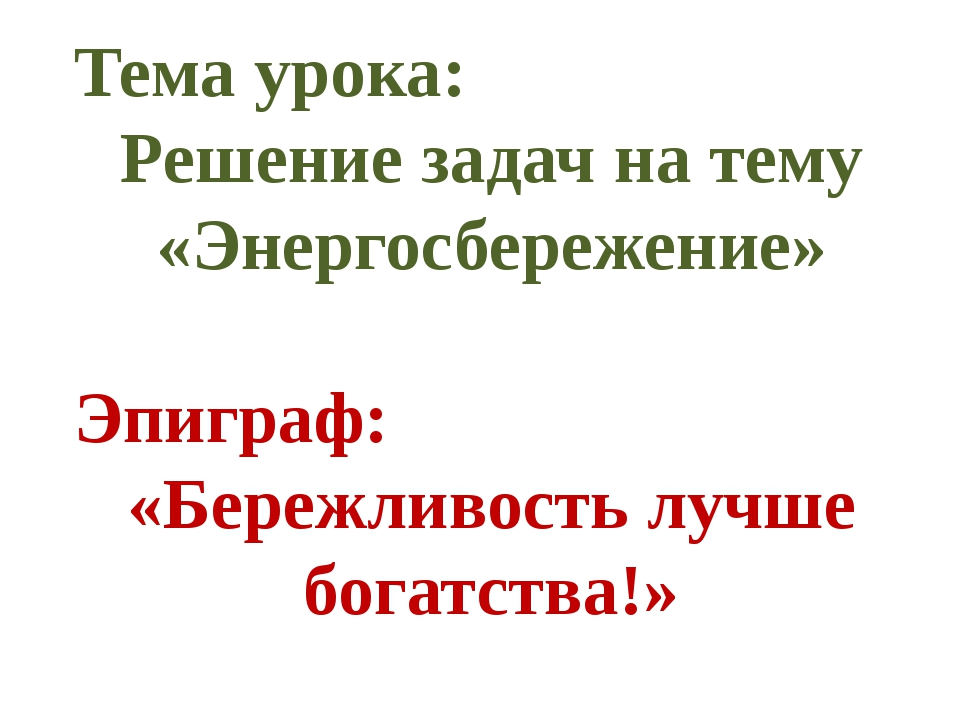 Тема урока:
Решение задач на тему
«Энергосбережение»
Эпиграф:
«Бережливость лучше
богатства!»